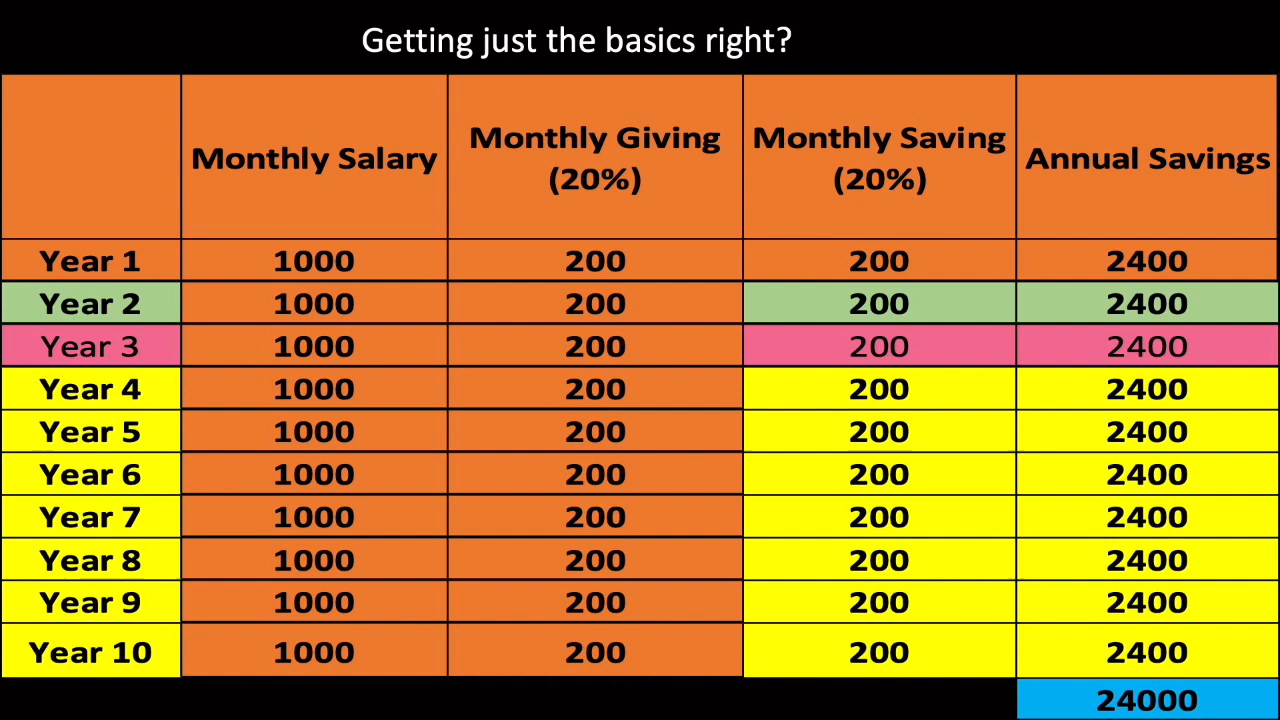 Getting just the basics right?
Monthly Salary Monthly Giving (20%) Monthly Saving (20%) Annual Savings
Year 1 1000 200 200 2400
Year 2 1000 200 200 2400
Year 3 1000 200 200 2400
Year 4 1000 200 200 2400
Year 5 1000 200 200 2400
Year 6 1000 200 200 2400
Year 7 1000 200 200 2400
Year 8 1000 200 200 2400
Year 9 1000 200 200 2400
Year 10 1000 200 200 2400
24000